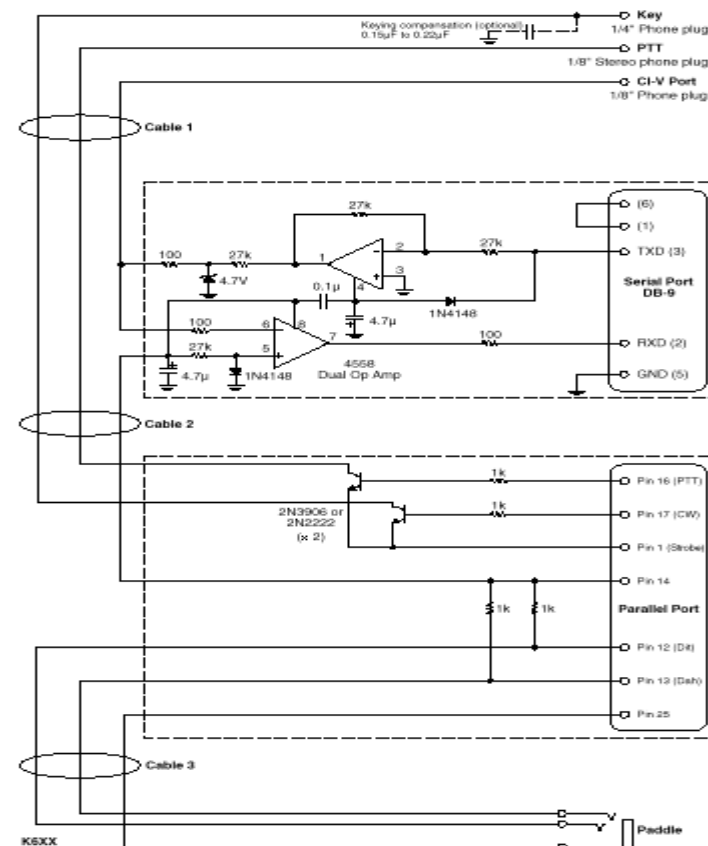 Key
Keying compensation (optional)
0.15µF to 0.22µF
1/4" Phone plug
PTT
1/8" Stereo phone plug
CI-V Port
1/8" Phone plug
Cable 1
27k
(6)
(1)
100
27k
1
2
27k
TXD (3)
3
4.7V
0.1µ
4
Serial Port
DB-9
1N4148
100
6
8
4.7µ
7
100
RXD (2)
27k
5
4558
Dual Op Amp
4.7µ
1N4148
GND (5)
Cable 2
1k
Pin 16 (PTT)
2N3906 or
2N2222
(x 2)
1k
Pin 17 (CW)
Pin 1 (Strobe)
Pin 14
1k
1k
Parallel Port
Pin 12 (Dit)
Pin 13 (Dah)
Pin 25
Cable 3
Paddle
K6XX